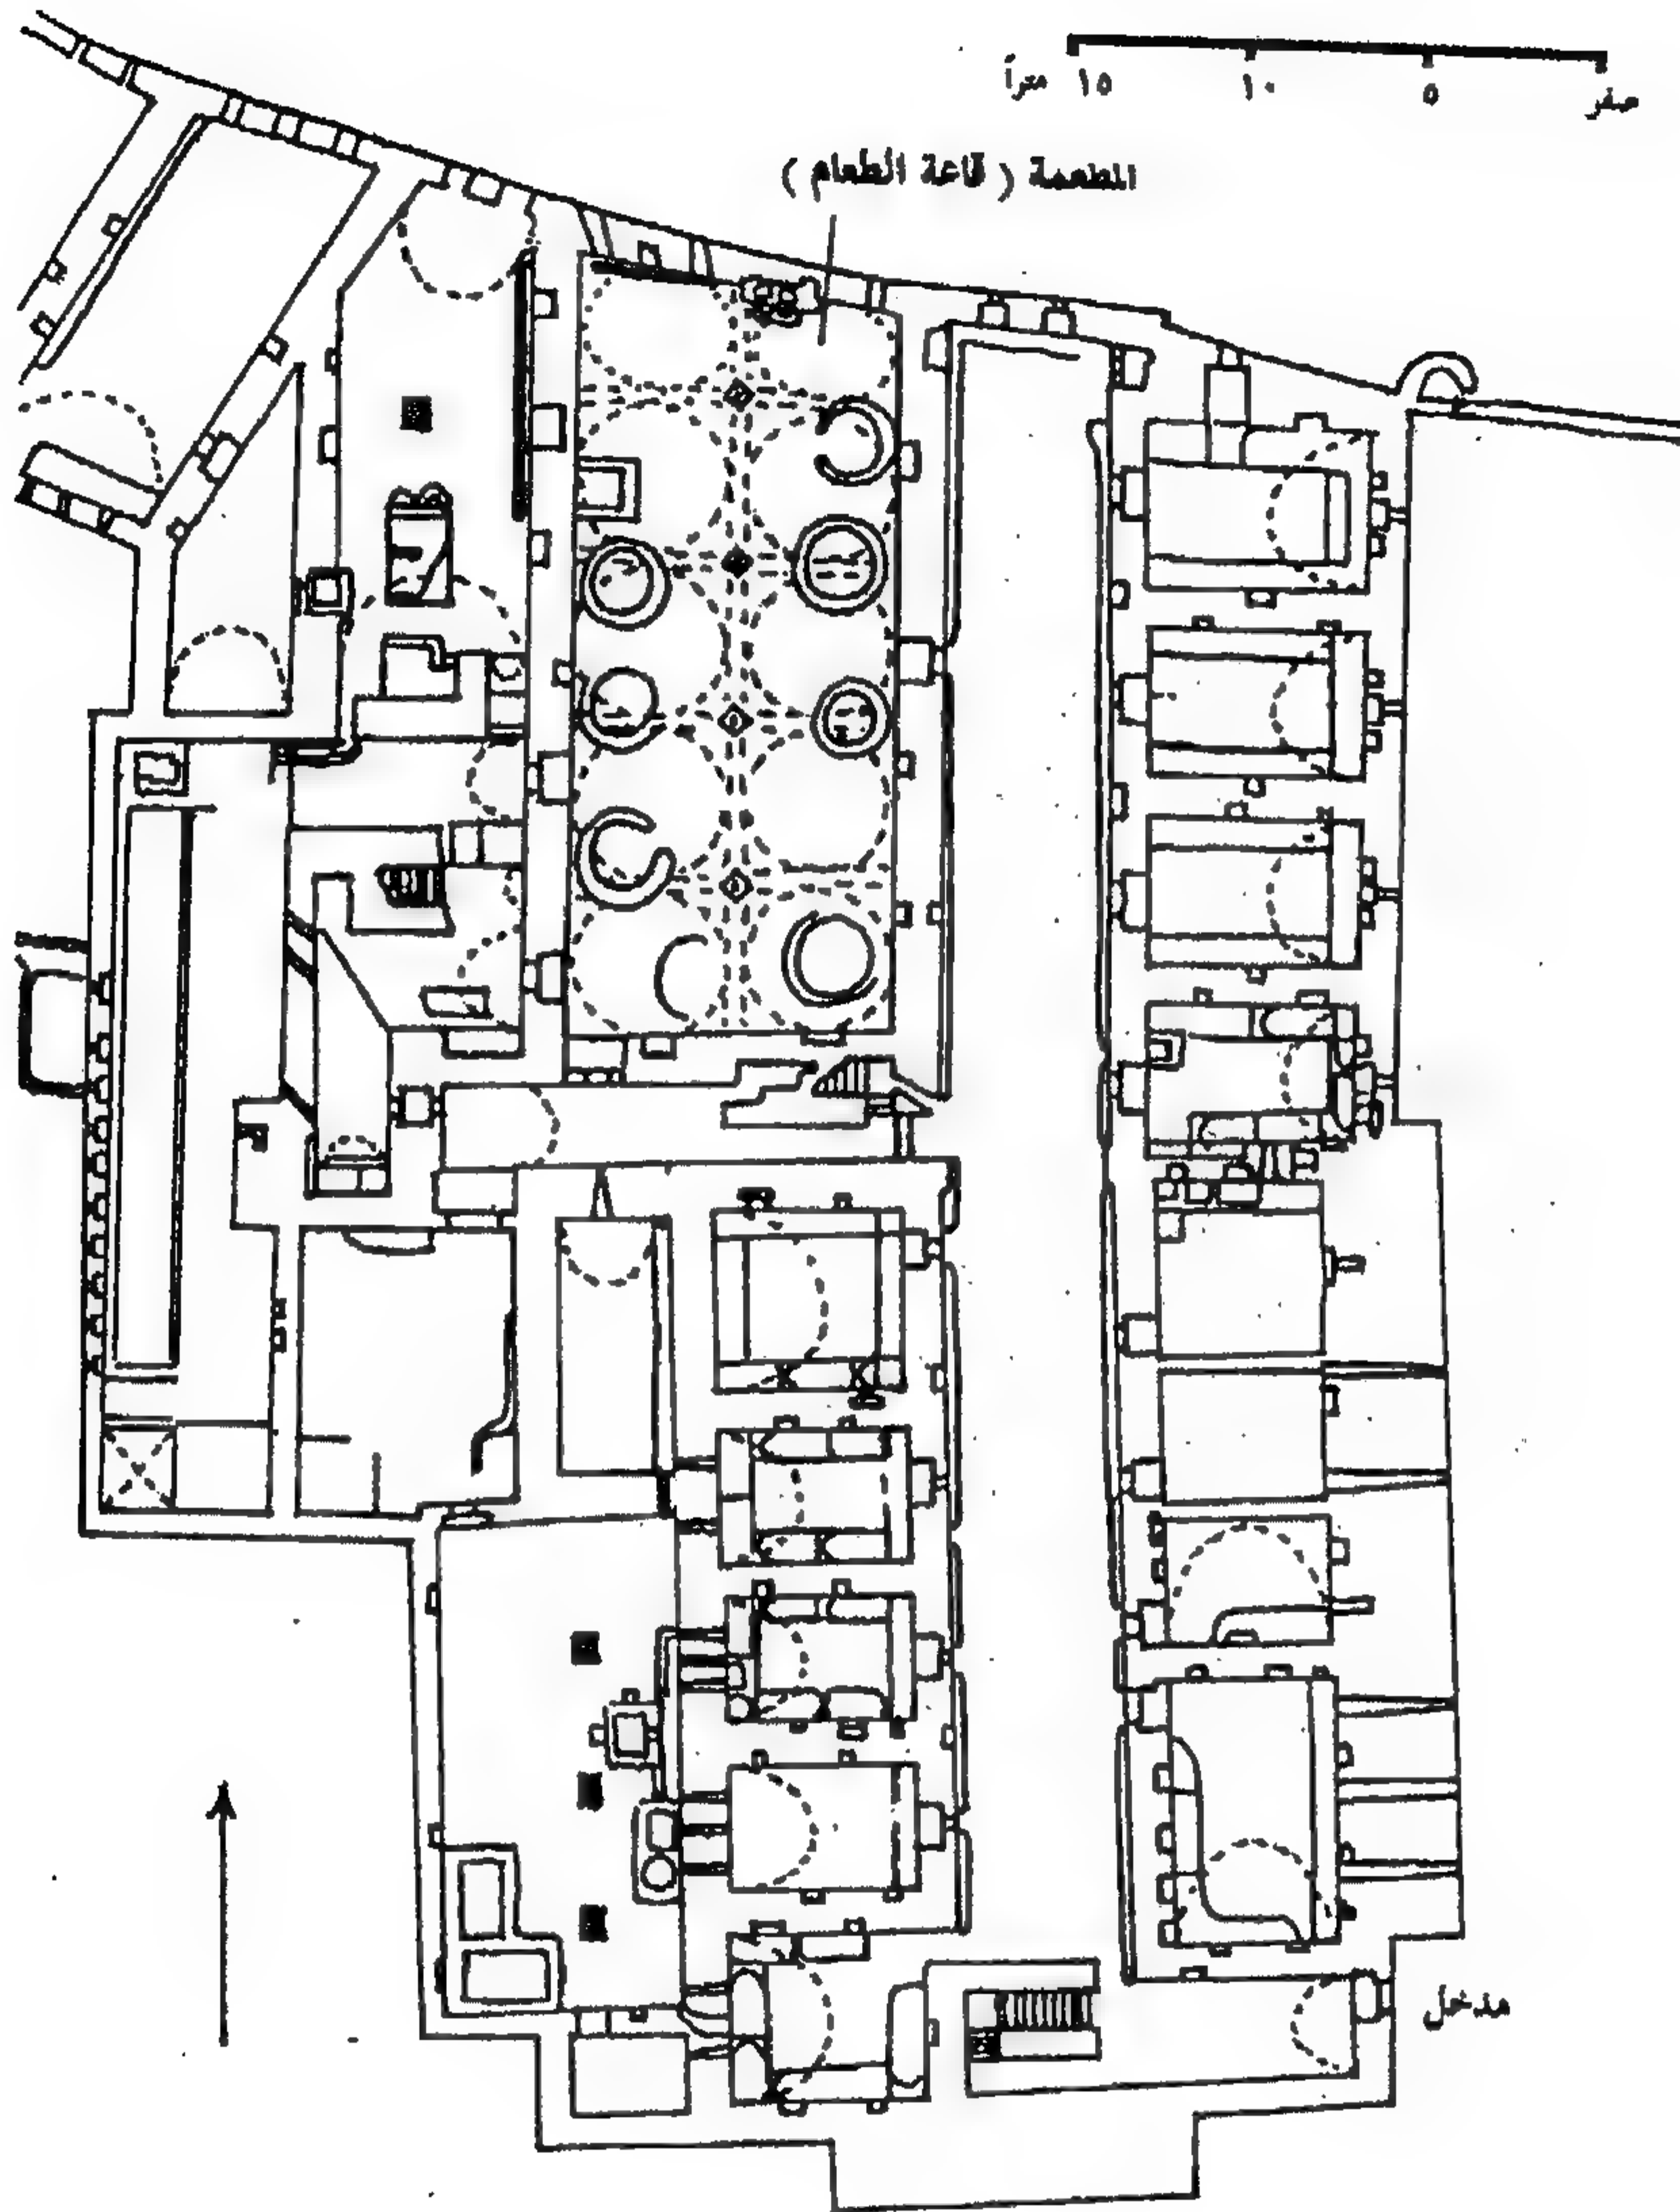 ١٥ متراً ١٠ ٥ صفر
المطعمة ( قاعة الطعام )
مدخل